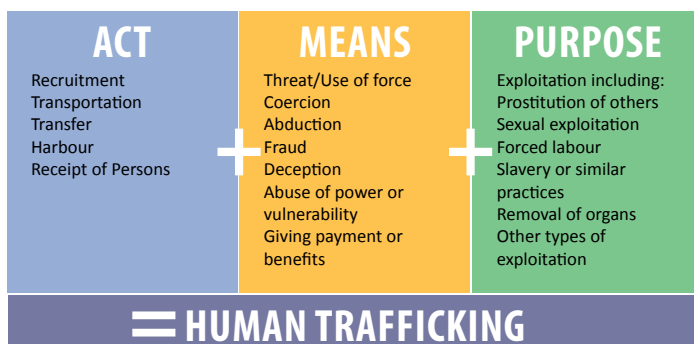 ACT
Recruitment
Transportation
Transfer
Harbour
Receipt of Persons
+
MEANS
Threat/Use of force
Coercion
Abduction
Fraud
Deception
Abuse of power or
vulnerability
Giving payment or
benefits
+
PURPOSE
Exploitation including:
Prostitution of others
Sexual exploitation
Forced labour
Slavery or similar
practices
Removal of organs
Other types of
exploitation
= HUMAN TRAFFICKING